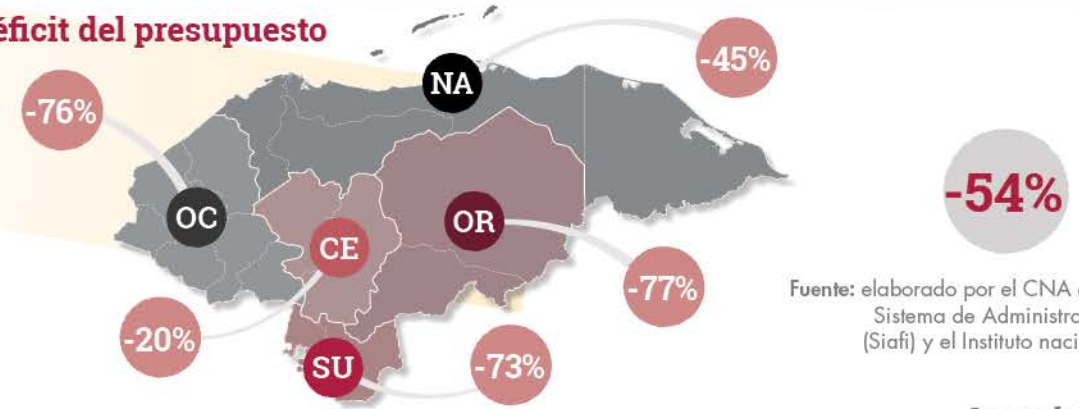 éficit del presupuesto
-76%
-45%
NA
OC
CE
OR
-54%
-20%
-77%
SU
-73%
Fuente: elaborado por el CNA
Sistema de Administra
(Siafi) y el Instituto naci